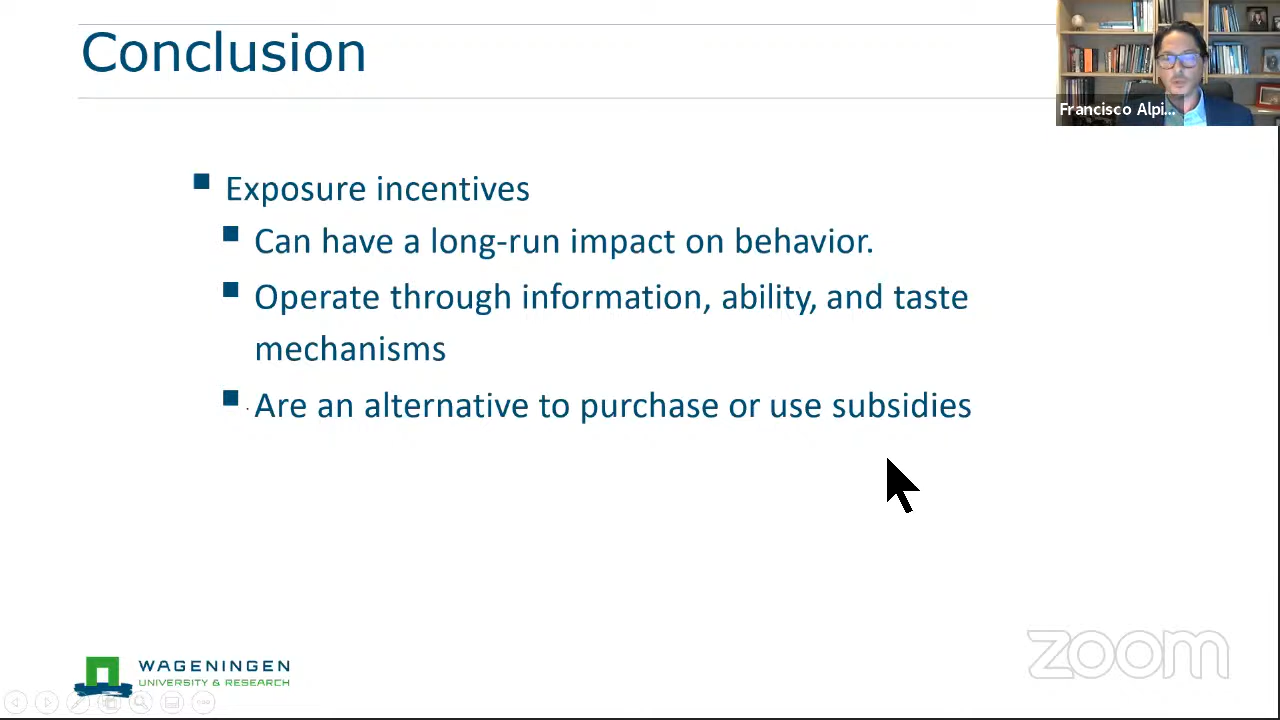 Conclusion
Francisco Alpi...
Exposure incentives
Can have a long-run impact on behavior.
Operate through information, ability, and taste
mechanisms
Are an alternative to purchase or use subsidies
zoom
WAGENINGEN
UNIVERSITY & RESEARCH